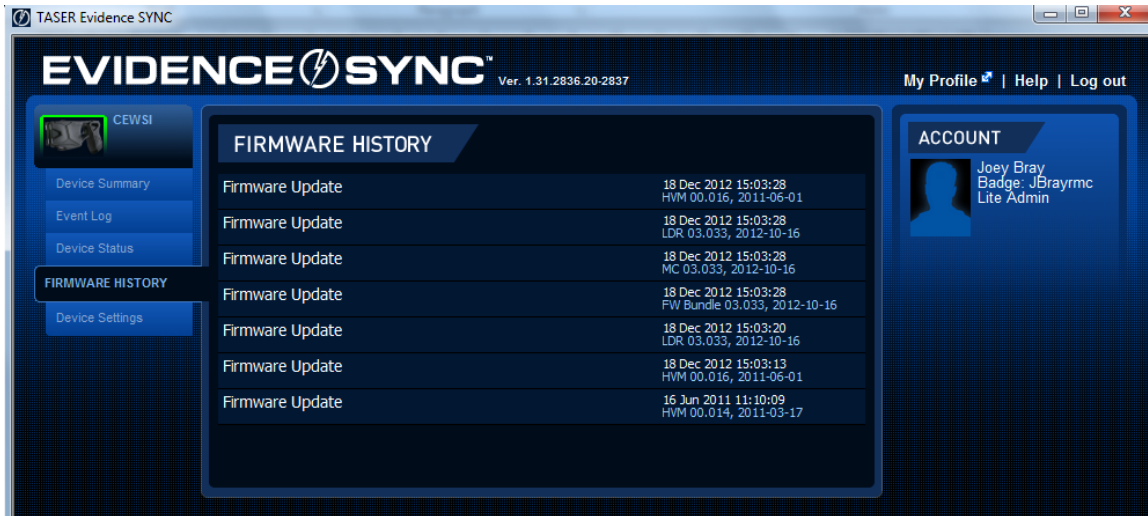 TASER Evidence SYNC
EVIDENCE SYNC™ Ver. 1.31.2836.20-2837
My Profile | Help | Log out
CEWSI
Device Summary
Event Log
Device Status
FIRMWARE HISTORY
Device Settings
FIRMWARE HISTORY
Firmware Update 18 Dec 2012 15:03:28
HVM 00.016, 2011-06-01
Firmware Update 18 Dec 2012 15:03:28
LDR 03.033, 2012-10-16
Firmware Update 18 Dec 2012 15:03:28
MC 03.033, 2012-10-16
Firmware Update 18 Dec 2012 15:03:28
FW Bundle 03.033, 2012-10-16
Firmware Update 18 Dec 2012 15:03:20
LDR 03.033, 2012-10-16
Firmware Update 18 Dec 2012 15:03:13
HVM 00.016, 2011-06-01
Firmware Update 16 Jun 2011 11:10:09
HVM 00.014, 2011-03-17
ACCOUNT
Joey Bray
Badge: JBrayrmc
Lite Admin